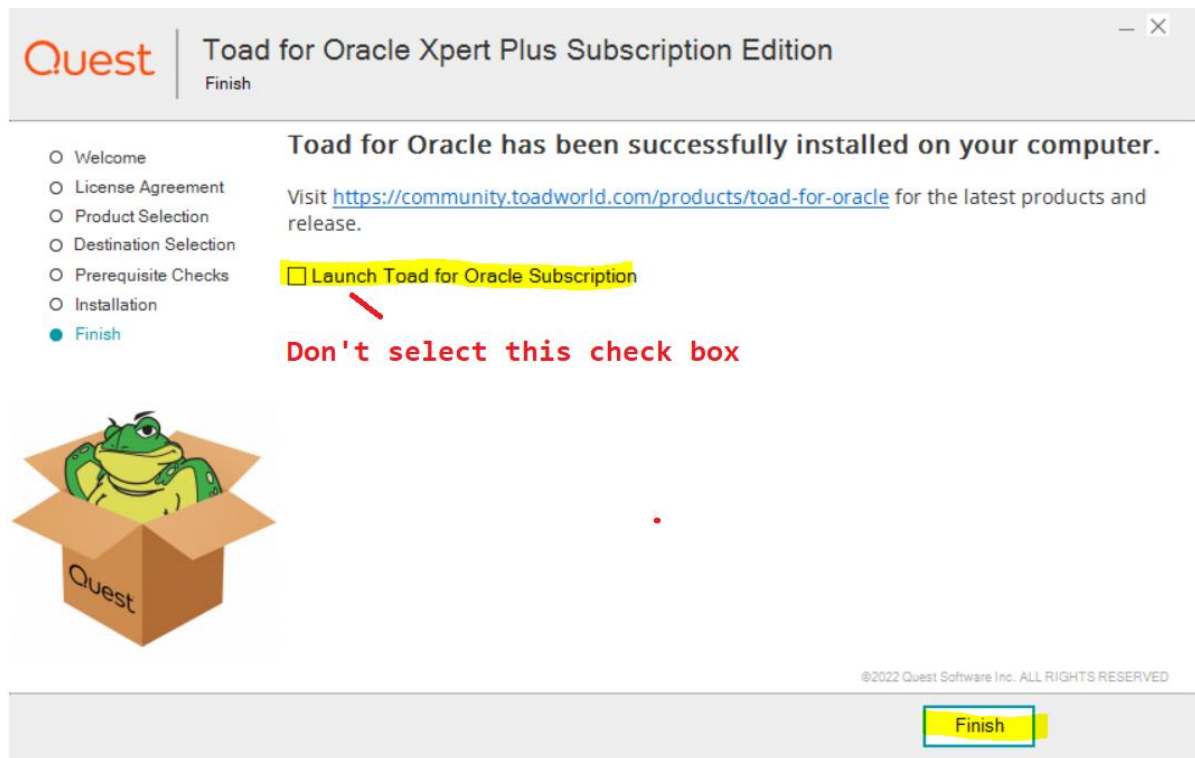 Quest
Toad for Oracle Xpert Plus Subscription Edition
Finish
Welcome
License Agreement
Product Selection
Destination Selection
Prerequisite Checks
Installation
Finish
Toad for Oracle has been successfully installed on your computer.
Visit https://community.toadworld.com/products/toad-for-oracle for the latest products and
release.
Launch Toad for Oracle Subscription
Don't select this check box
Quest
©2022 Quest Software Inc. ALL RIGHTS RESERVED
Finish